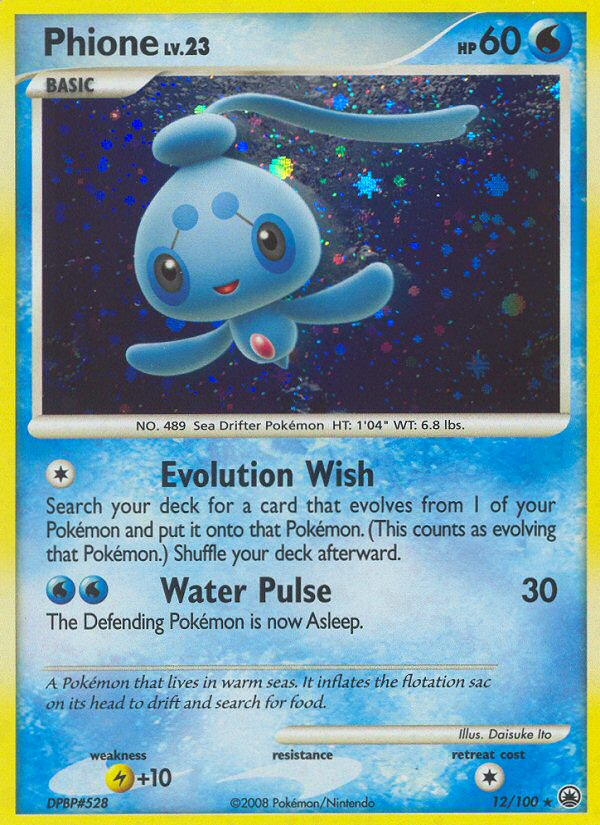 Phione LV.23
HP 60
BASIC
NO. 489 Sea Drifter Pokémon HT: 1'04" WT: 6.8 lbs.
Evolution Wish
Search your deck for a card that evolves from 1 of your
Pokémon and put it onto that Pokémon. (This counts as evolving
that Pokémon.) Shuffle your deck afterward.
Water Pulse 30
The Defending Pokémon is now Asleep.
A Pokémon that lives in warm seas. It inflates the flotation sac
on its head to drift and search for food.
Illus. Daisuke Ito
weakness resistance retreat cost
+10
DPBP#528 ©2008 Pokémon/Nintendo 12/100 ★